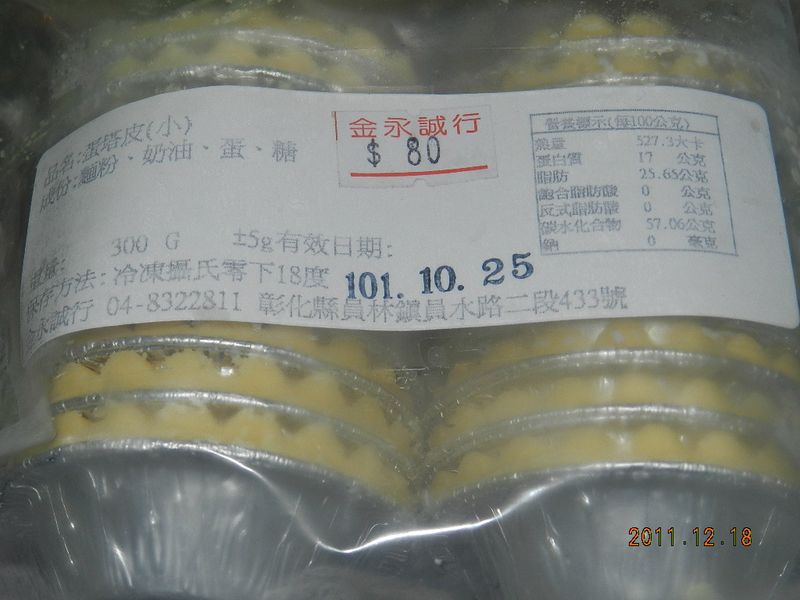 品名:蛋塔皮(小)
成份:麵粉、奶油、蛋、糖
金永誠行
$ 80
營養標示(每100公克)
熱量 527.3大卡
蛋白質 17 公克
脂肪 25.65公克
飽合脂肪酸 0 公克
反式脂肪酸 0 公克
碳水化合物 57.06公克
鈉 0 毫克
重量: 300 G ±5g有效日期:
保存方法:冷凍攝氏零下18度 101.10.25
金永誠行 04-8322811 彰化縣員林鎮員水路二段433號
2011.12.18